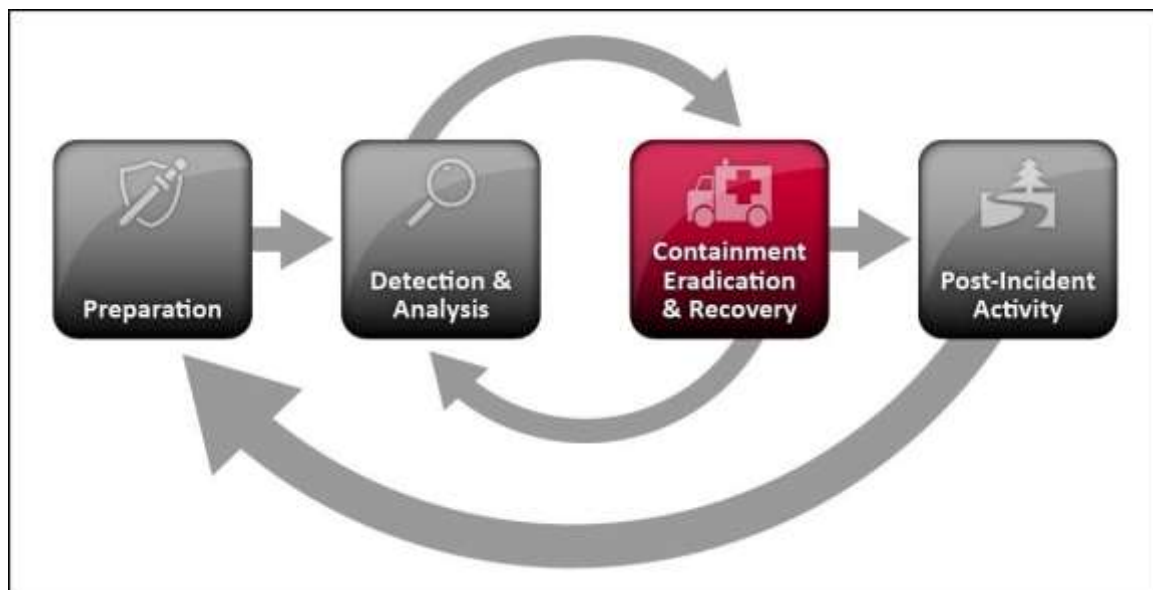 Preparation
Detection &
Analysis
Containment
Eradication
& Recovery
Post-Incident
Activity